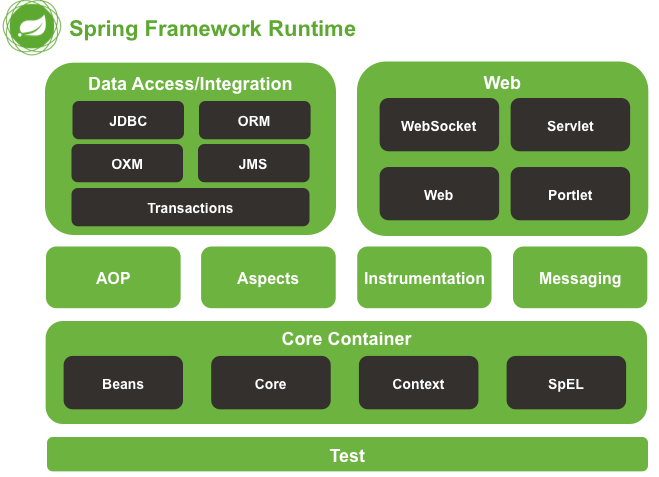 Spring Framework Runtime
Data Access/Integration
JDBC
ORM
OXM
JMS
Transactions
Web
WebSocket
Servlet
Web
Portlet
AOP
Aspects
Instrumentation
Messaging
Core Container
Beans
Core
Context
SpEL
Test